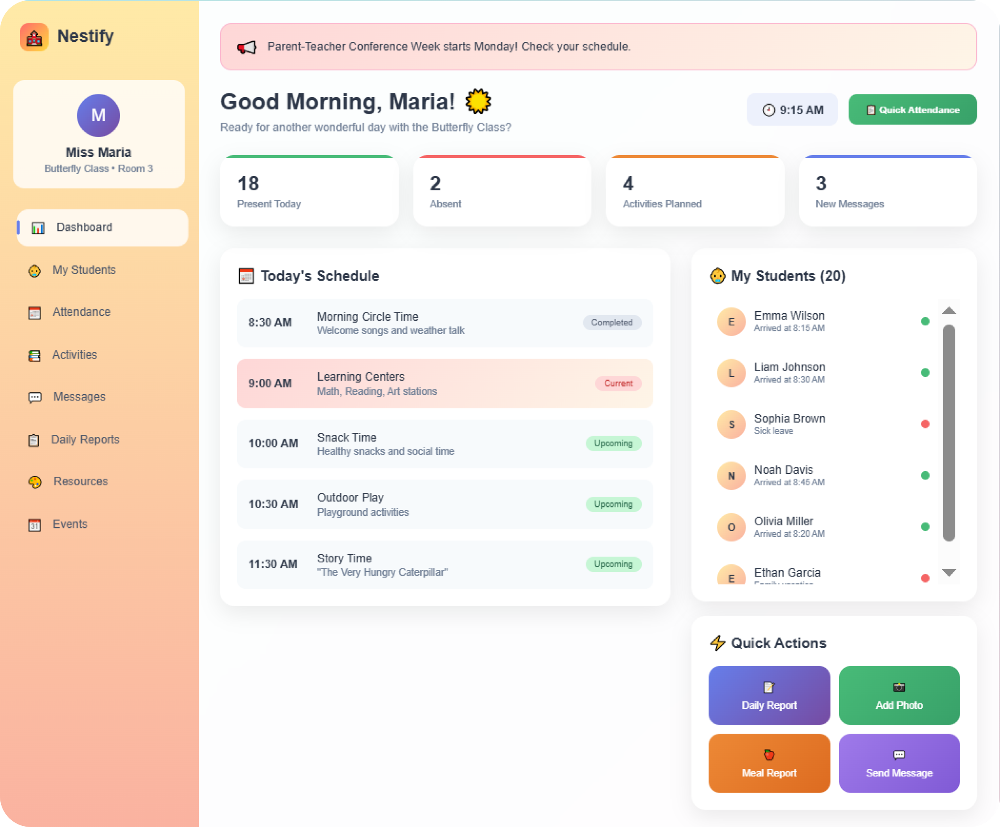 Nestify
M
Miss Maria
Butterfly Class • Room 3
Dashboard
My Students
Attendance
Activities
Messages
Daily Reports
Resources
31
Events
Parent-Teacher Conference Week starts Monday! Check your schedule.
Good Morning, Maria!
Ready for another wonderful day with the Butterfly Class?
9:15 AM
Quick Attendance
18
Present Today
2
Absent
4
Activities Planned
3
New Messages
Today's Schedule
8:30 AM
Morning Circle Time
Welcome songs and weather talk
Completed
9:00 AM
Learning Centers
Math, Reading, Art stations
Current
10:00 AM
Snack Time
Healthy snacks and social time
Upcoming
10:30 AM
Outdoor Play
Playground activities
Upcoming
11:30 AM
Story Time
"The Very Hungry Caterpillar"
Upcoming
My Students (20)
E
Emma Wilson
Arrived at 8:15 AM
L
Liam Johnson
Arrived at 8:30 AM
S
Sophia Brown
Sick leave
N
Noah Davis
Arrived at 8:45 AM
O
Olivia Miller
Arrived at 8:20 AM
E
Ethan Garcia
Quick Actions
Daily Report
Add Photo
Meal Report
Send Message